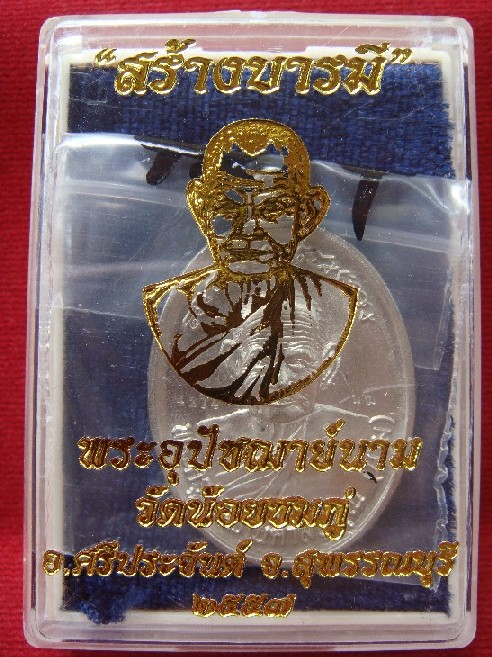 “สร้างบารมี”
พระอุปัชฌาย์นาม
วัดน้อยชมภู่
อ.ศรีประจันต์ จ.สุพรรณบุรี
๒๕๕๗